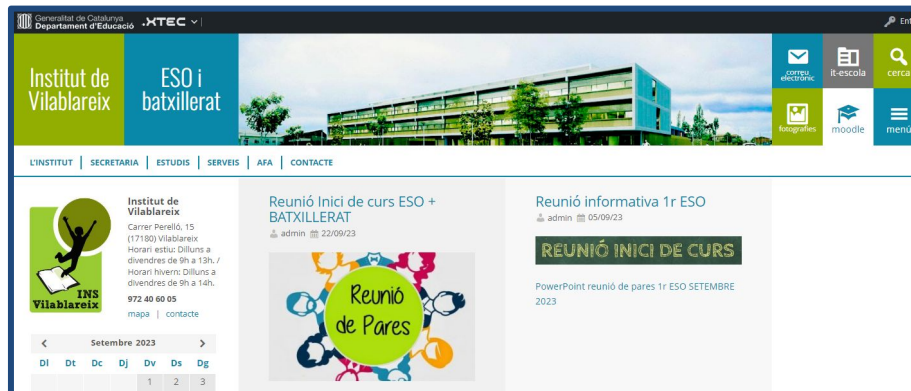 Generalitat de Catalunya
Departament d'Educació
.XTEC
Institut de
Vilablareix
ESO i
batxillerat
correu
electrònic
it-escola
cerca
fotografies
moodle
menú
L'INSTITUT
SECRETARIA
ESTUDIS
SERVEIS
AFA
CONTACTE
INS
Vilablareix
Institut de
Vilablareix
Carrer Perelló, 15
(17180) Vilablareix
Horari estiu: Dilluns a
divendres de 9h a 13h. /
Horari hivern: Dilluns a
divendres de 9h a 14h.
972 40 60 05
mapa | contacte
Setembre 2023
Dl Dt Dc Dj Dv Ds Dg
1 2 3
Reunió Inici de curs ESO +
BATXILLERAT
admin 22/09/23
Reunió
de Pares
Reunió informativa 1r ESO
admin 05/09/23
REUNIÓ INICI DE CURS
PowerPoint reunió de pares 1r ESO SETEMBRE
2023